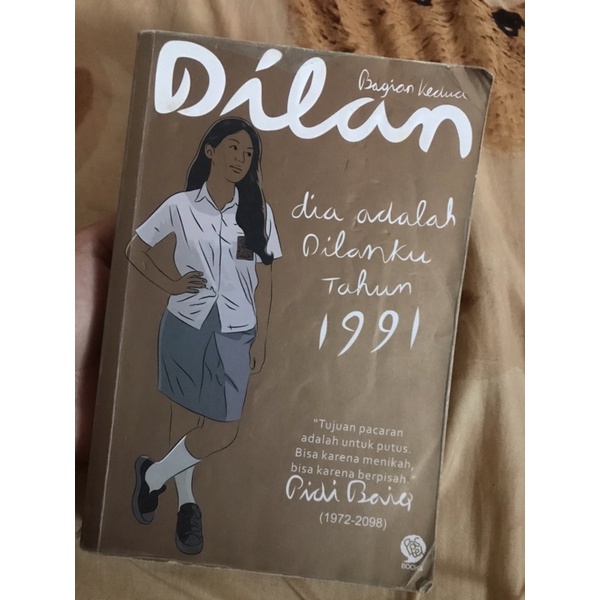 Dilan
Bagian Kedua
dia adalah
Dilanku
Tahun
1991
"Tujuan pacaran
adalah untuk putus.
Bisa karena menikah,
bisa karena berpisah."
Pidi Baiq
(1972-2098)